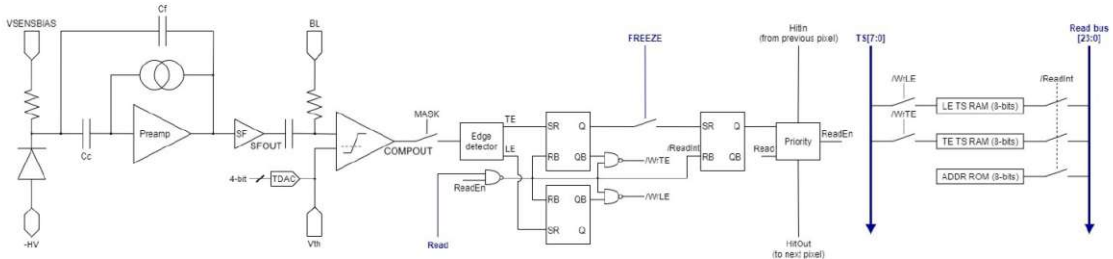 VSENSBIAS
Cf
Cc
Preamp
-HV
SF
SFOUT
BL
4-bit
TDAC
Vth
MASK
COMPOUT
Edge
detector
TE
LE
ReadEn
Read
SR
Q
RB
QB
/WrTE
RB
QB
/WrLE
SR
Q
FREEZE
/ReadInt
SR
Q
QB
RB
HitIn
(from previous pixel)
Priority
ReadEn
Read
HitOut
(to next pixel)
TS[7:0]
/WrLE
/WrTE
LE TS RAM (8-bits)
TE TS RAM (8-bits)
ADDR ROM (8-bits)
/ReadInt
Read bus
[23:0]